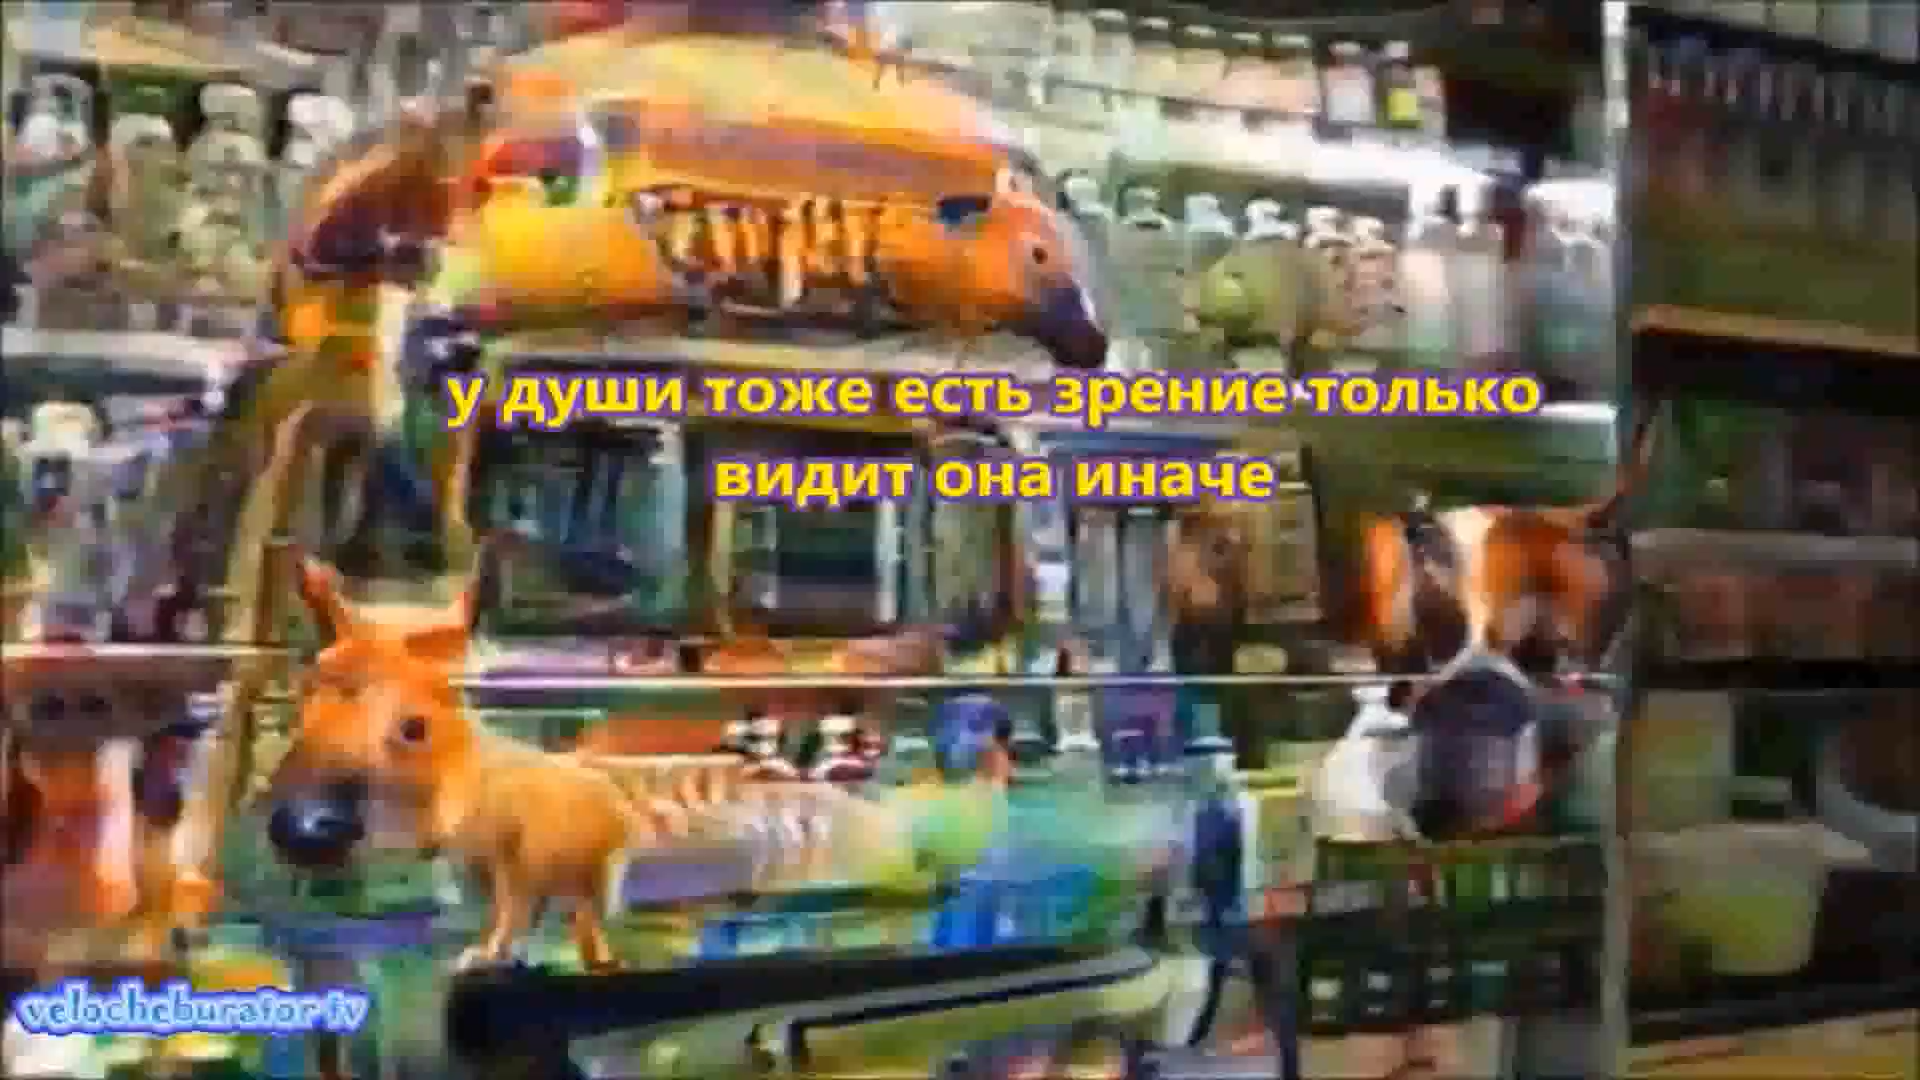 у души тоже есть зрение только
видит она иначе
velocheburator tv